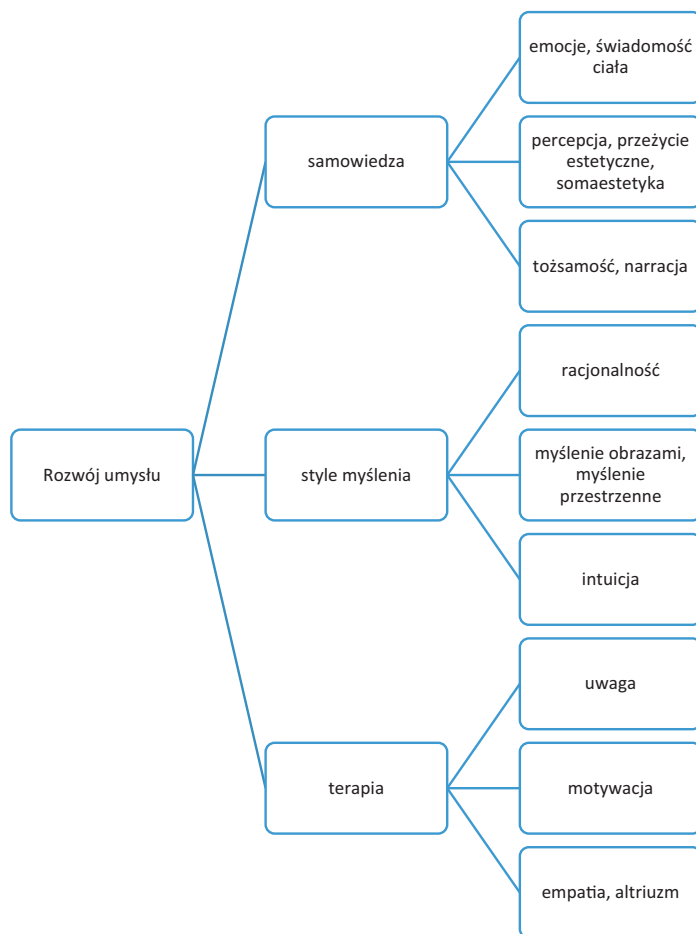 emocje, świadomość
ciała
samowiedza
percepcja, przeżycie
estetyczne,
somaestetyka
tożsamość, narracja
racjonalność
Rozwój umysłu
style myślenia
myślenie obrazami,
myślenie
przestrzenne
intuicja
uwaga
terapia
motywacja
empatia, altriuzm